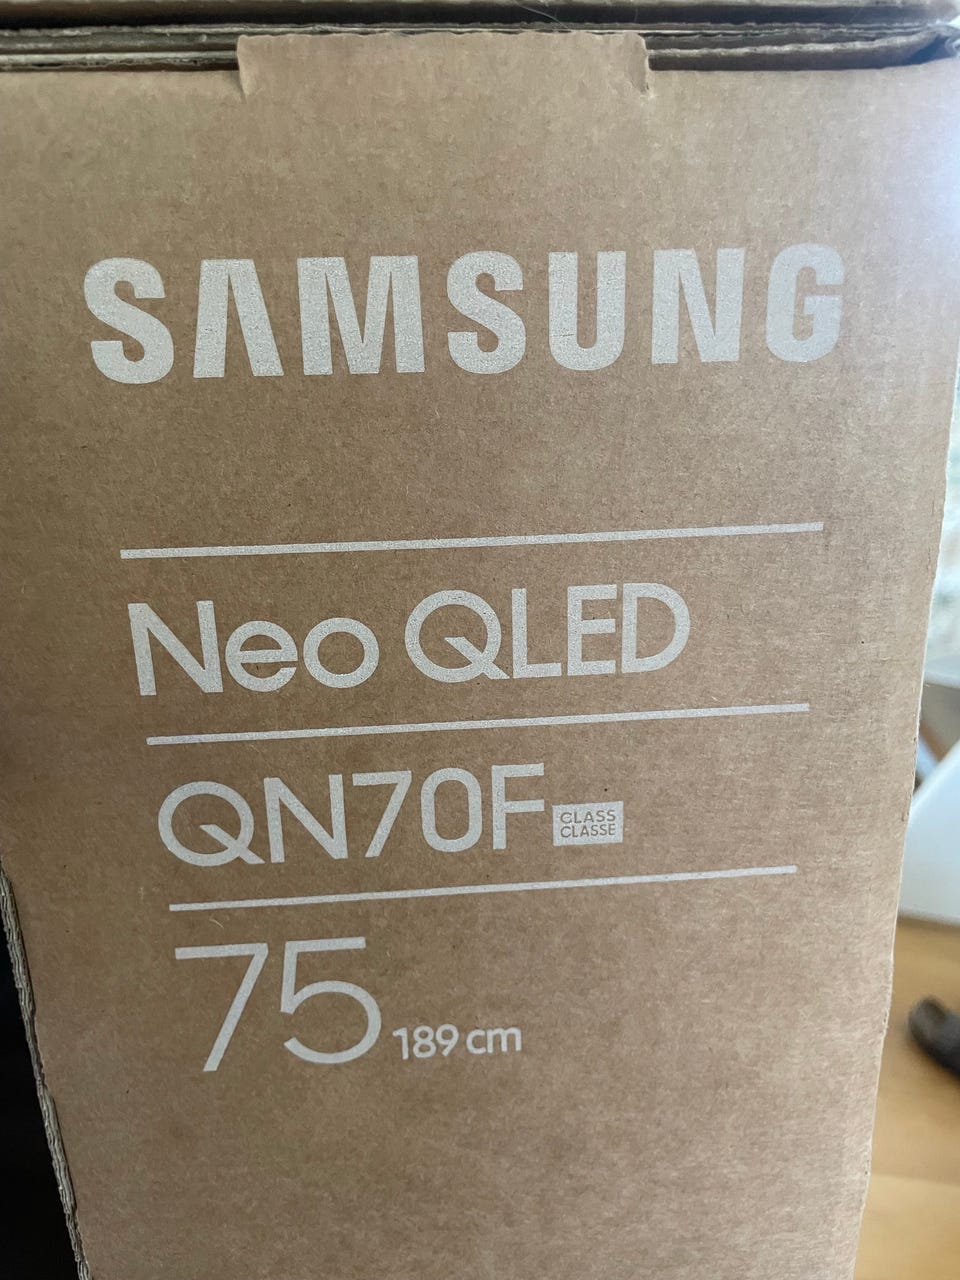 SAMSUNG
Neo QLED
QN70F CLASS
CLASSE
75 189 cm